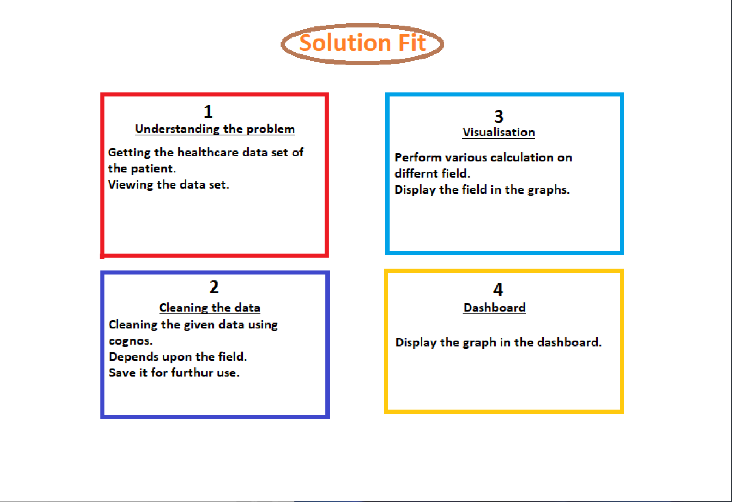 Solution Fit
1
Understanding the problem
Getting the healthcare data set of
the patient.
Viewing the data set.
2
Cleaning the data
Cleaning the given data using
cognos.
Depends upon the field.
Save it for furthur use.
3
Visualisation
Perform various calculation on
differnt field.
Display the field in the graphs.
4
Dashboard
Display the graph in the dashboard.